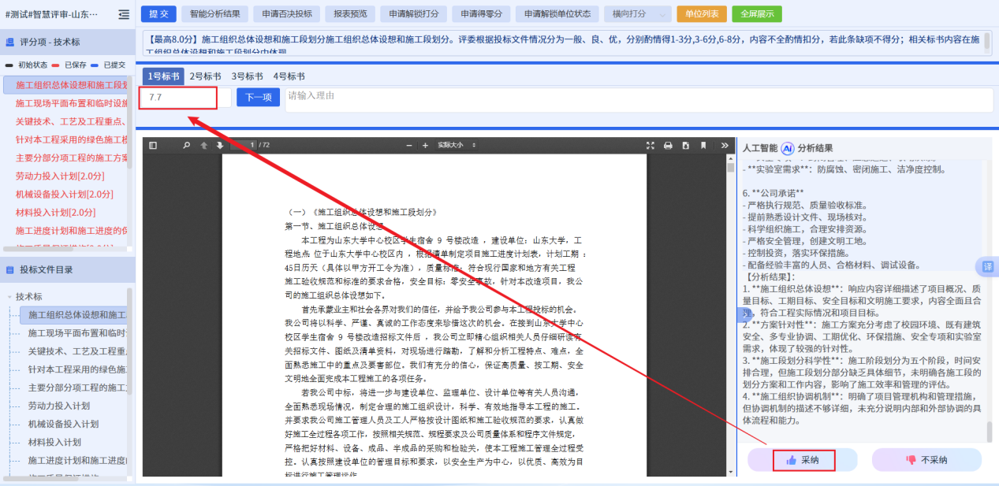 #测试#智慧评审-山东…
提 交 智能分析结果 申请否决投标 报表预览 申请解锁打分 申请得零分 申请解锁单位状态 横向打分 单位列表 全屏展示
评分项 - 技术标
初始状态 已保存 已提交
施工组织总体设想和施工段划
施工现场平面布置和临时设施
关键技术、工艺及工程重点、
针对本工程采用的绿色施工模
主要分部分项工程的施工方案
劳动力投入计划[2.0分]
机械设备投入计划[2.0分]
材料投入计划[2.0分]
施工进度计划和施工进度的保
投标文件目录
技术标
施工组织总体设想和施工
施工现场平面布置和临时
关键技术、工艺及工程重
针对本工程采用的绿色施
主要分部分项工程的施工
劳动力投入计划
机械设备投入计划
材料投入计划
施工进度计划和施工进度
【最高8.0分】施工组织总体设想和施工段划分施工组织总体设想和施工段划分。评委根据投标文件情况分为一般、良、优，分别酌情得1-3分,3-6分,6-8分，内容不全酌情扣分，若此条缺项不得分；相关标书内容在施
工组织总体设想和施工段划分中体现
1号标书 2号标书 3号标书 4号标书
7.7 下一项 请输入理由
1 / 72 实际大小
（一）《施工组织总体设想和施工段划分》
第一节、施工组织总体设想
本工程为山东大学中心校区学生宿舍 9 号楼改造 ，建设单位：山东大学，工
程地点 位于山东大学中心校区内 ，根据清单制定项目施工进度计划表，计划工期 ：
45日历天（具体以甲方开工令为准），质量标准：符合现行国家和地方有关工程
施工验收规范和标准的要求合格，安全目标：零安全事故，针对本改造项目，我公
司的施工组织总体设想如下。
首先承蒙业主和社会各界对我们的信任，并给予我公司参与本工程投标的机会。
我公司将以科学、严谨、真诚的工作态度来珍惜这次的机会。在接到山东大学中心
校区学生宿舍 9 号楼改造招标文件后 ，我公司立即精心组织相关人员仔细研读有
关招标文件、图纸及清单资料，对现场进行踏勘，了解和分析工程特点、难点，全
面熟悉施工中的重点及要害部位。我们有充分的信心，保证高质量、按工期、安全
文明地全面完成本工程施工的各项任务。
若我公司中标，将进一步与建设单位、监理单位、设计单位等有关人员沟通，
全面熟悉现场情况，制定合理的施工组织设计，科学、有效地指导本工程的施工。
并要求我公司施工管理人员及工人严格按设计图纸和施工验收规范的要求，认真做
好施工全过程各项工作，按照相关规范、规程要求及公司质量体系和程序文件规定，
严格把好材料、设备、成品、半成品的采购和检验关，使本工程施工管理全过程受
控。认真按照建设单位的管理目标和要求，以安全生产为中心，以优质、高效为目
标进行施工管理运作
人工智能 Ai 分析结果
- **实验室需求**：防腐蚀、密闭施工、洁净度控制。
6. **公司承诺**
- 严格执行规范、质量验收标准。
- 提前熟悉设计文件、现场核对。
- 科学组织施工，合理安排资源。
- 严格安全管理，创建文明工地。
- 控制投资，落实环保措施。
- 配备经验丰富的人员、合格材料、调试设备。
【分析结果】：
1. **施工组织总体设想**：响应内容详细描述了项目概况、质
量目标、工期目标、安全目标和文明施工要求，内容全面且合
理，符合工程实际情况和项目目标。
2. **方案针对性**：施工方案充分考虑了校园环境、既有建筑
安全、多专业协调、工期优化、环保措施、安全专项和实验室
需求，体现了较强的针对性。
3. **施工段划分科学性**：施工阶段划分为五个阶段，时间安
排合理，但施工段划分部分缺乏具体细节，未明确各施工段的
划分方案和工作内容，影响了施工效率和管理的评估。
4. **施工组织协调机制**：明确了项目管理机构和管理措施，
但协调机制的描述不够详细，未充分说明内部和外部协调的具
体流程和能力。
采纳 不采纳
译